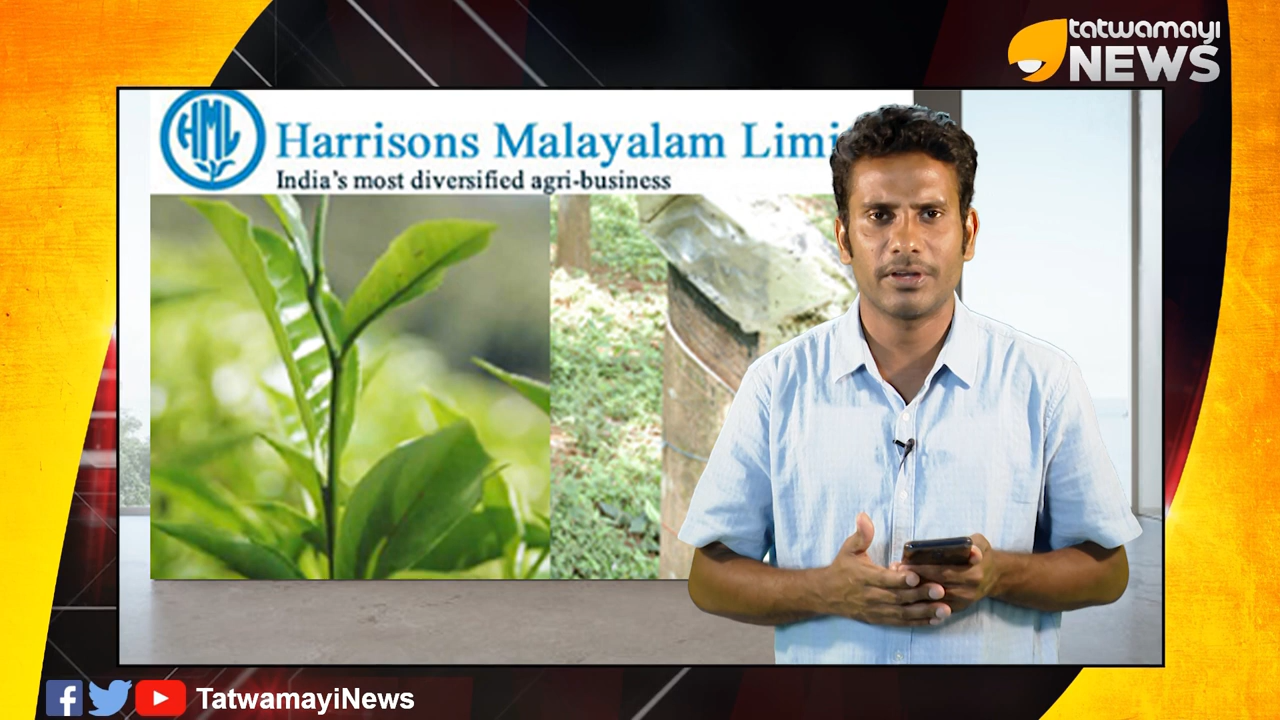 tatwamayi
NEWS
HML
Harrisons Malayalam Limi
India's most diversified agri-business
TatwamayiNews